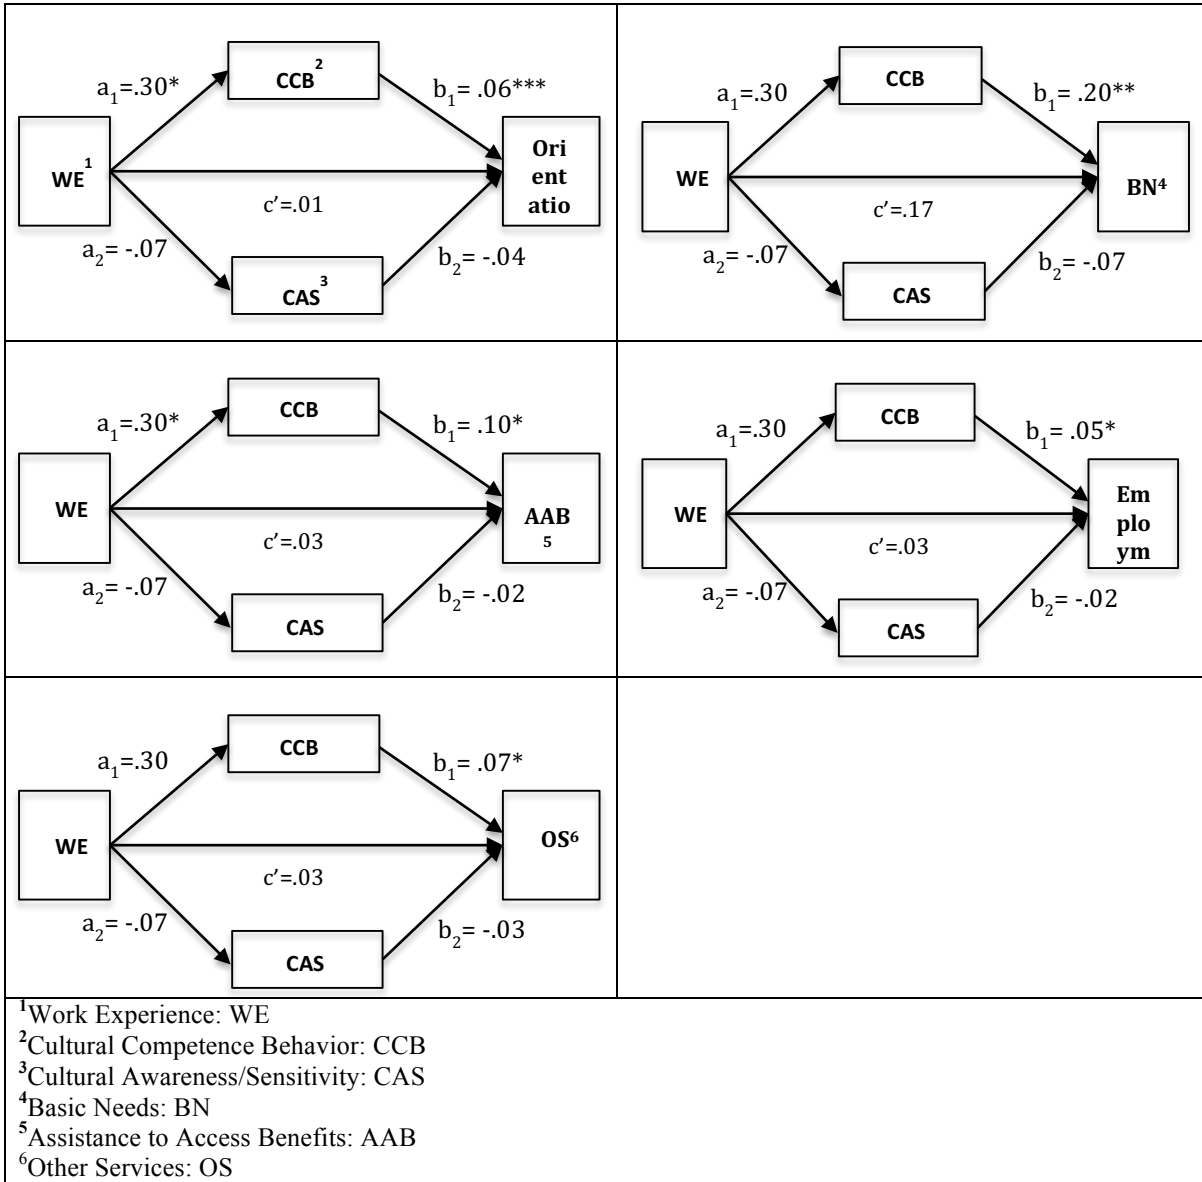 CCB2
a1=.30*
b1= .06***
WE1
Ori
ent
atio
c'=.01
a2= -.07
b2= -.04
CAS3
CCB
a1=.30
b1= .20**
WE
BN4
c'=.17
a2= -.07
b2= -.07
CAS
CCB
a1=.30*
b1= .10*
WE
AAB
5
c'=.03
a2= -.07
b2= -.02
CAS
CCB
a1=.30
b1= .05*
WE
Em
plo
ym
c'=.03
a2= -.07
b2= -.02
CAS
CCB
a1=.30
b1= .07*
WE
OS6
c'=.03
a2= -.07
b2= -.03
CAS
1Work Experience: WE
2Cultural Competence Behavior: CCB
3Cultural Awareness/Sensitivity: CAS
4Basic Needs: BN
5Assistance to Access Benefits: AAB
6Other Services: OS